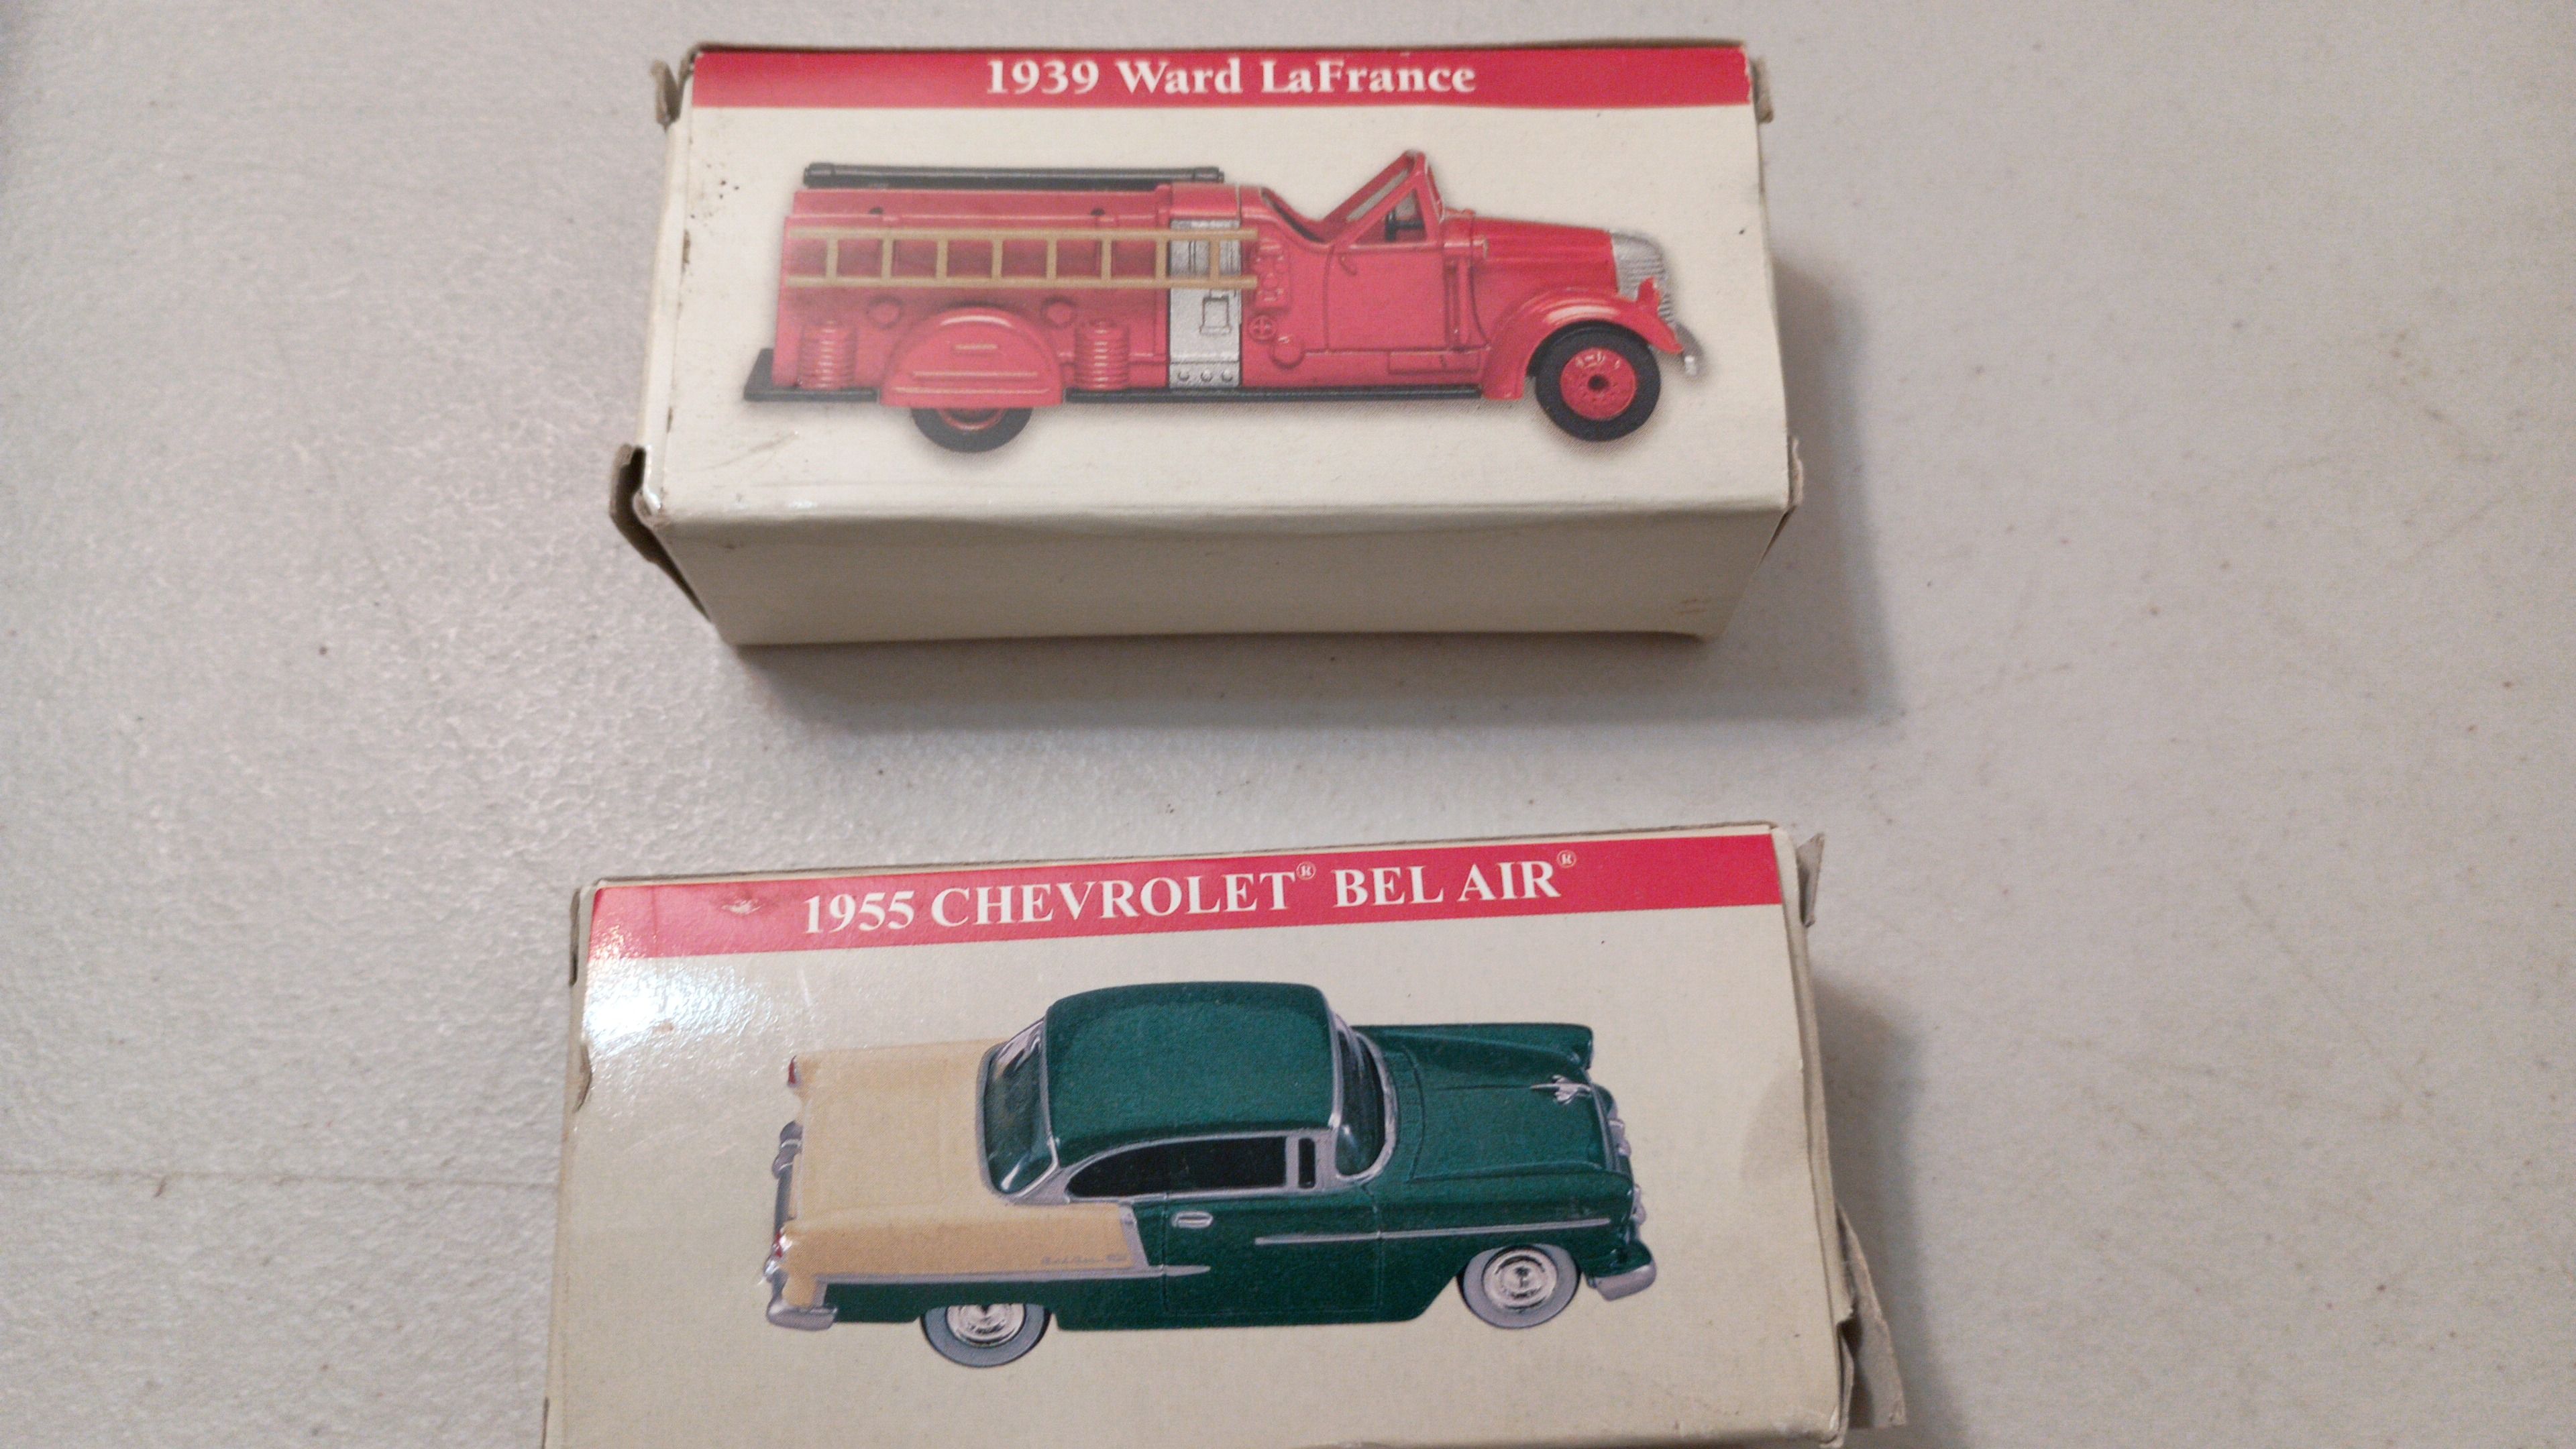 1939 Ward LaFrance
1955 CHEVROLET® BEL AIR®